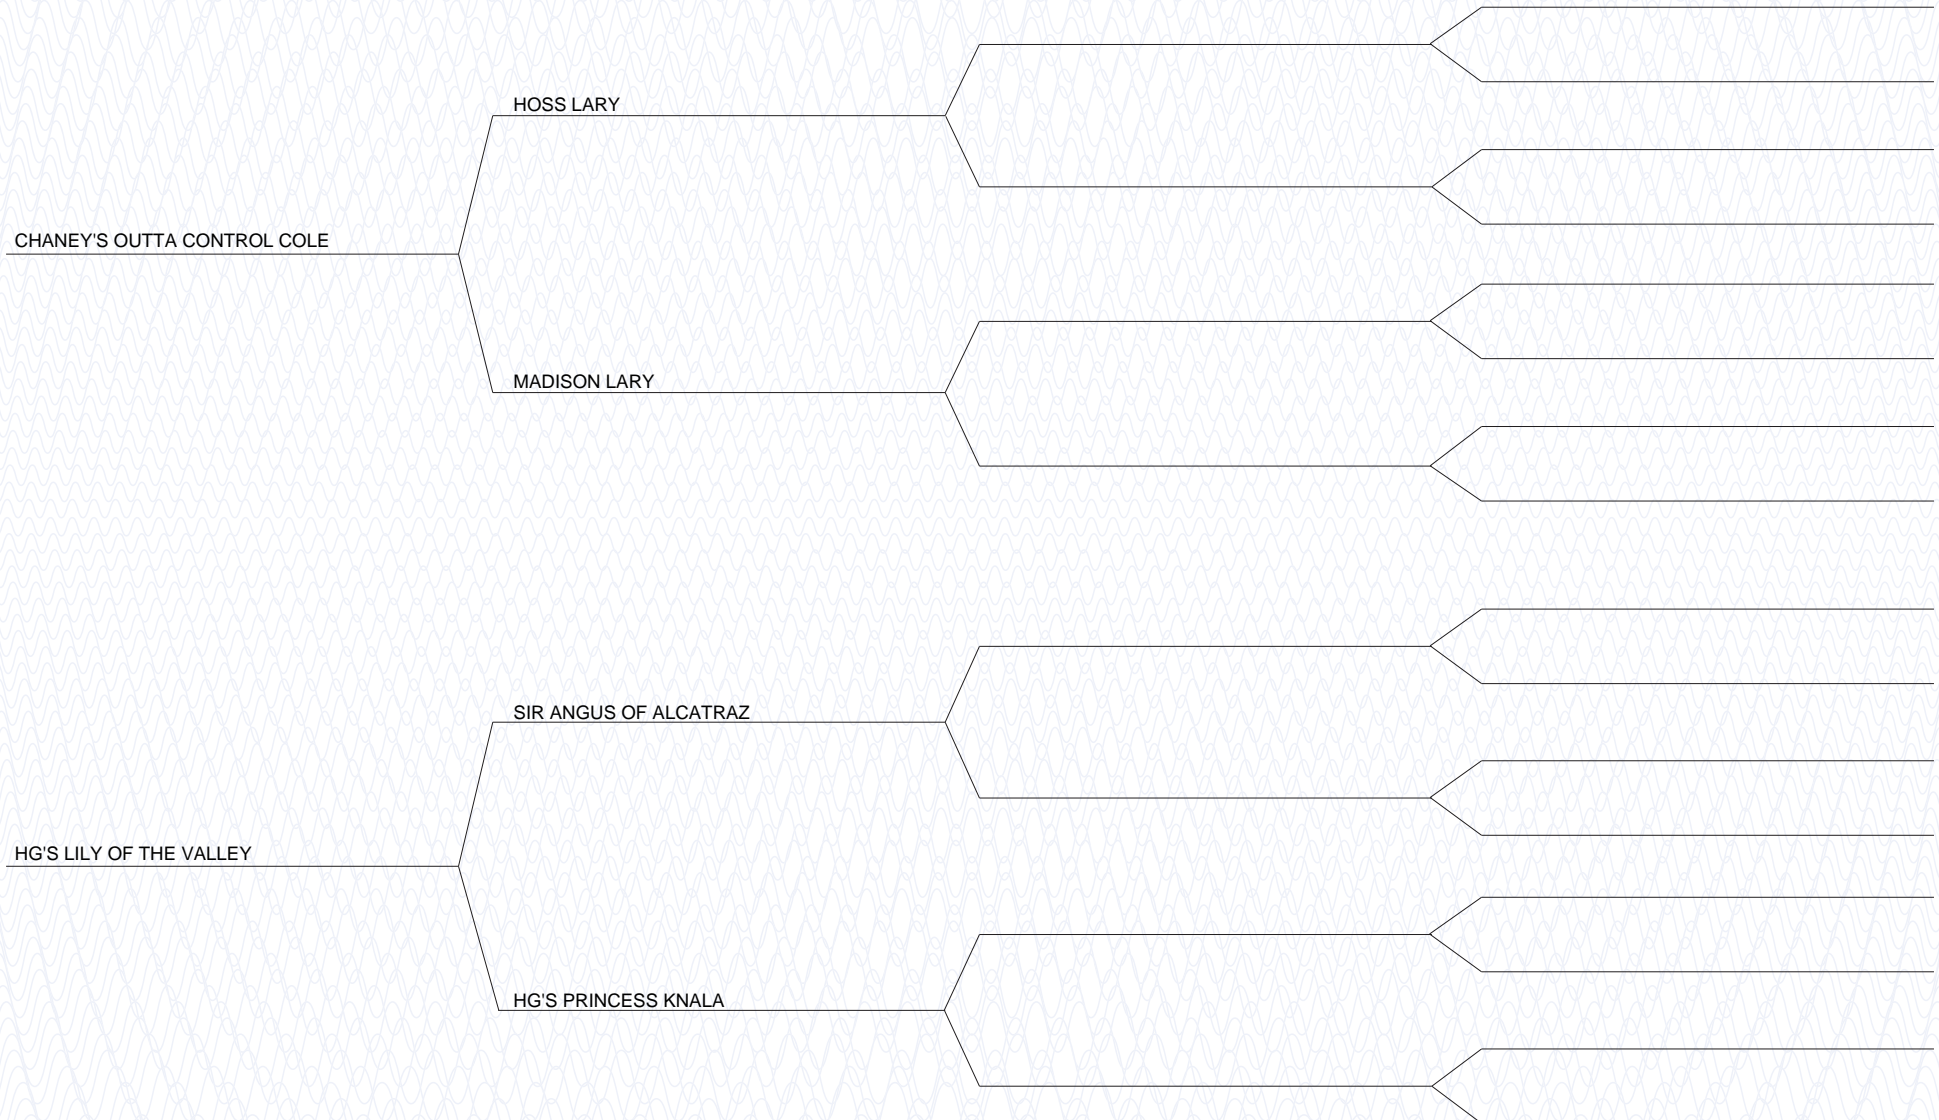 HOSS LARY
CHANEY'S OUTTA CONTROL COLE
MADISON LARY
SIR ANGUS OF ALCATRAZ
HG'S LILY OF THE VALLEY
HG'S PRINCESS KNALA